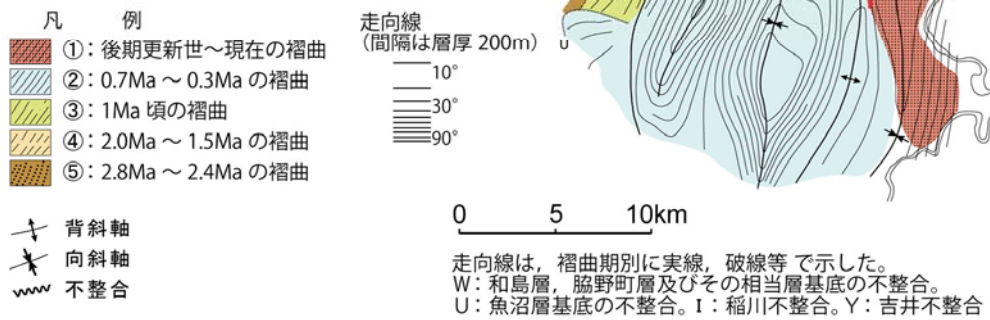 凡 例
①：後期更新世～現在の褶曲
②：0.7Ma ～ 0.3Ma の褶曲
③：1Ma 頃の褶曲
④：2.0Ma ～ 1.5Ma の褶曲
⑤：2.8Ma ～ 2.4Ma の褶曲
背斜軸
向斜軸
不整合
走向線
（間隔は層厚 200m）
10°
30°
90°
U
0 5 10km
走向線は，褶曲期別に実線，破線等 で示した。
W：和島層，脇野町層及びその相当層基底の不整合。
U：魚沼層基底の不整合。I：稲川不整合。Y：吉井不整合